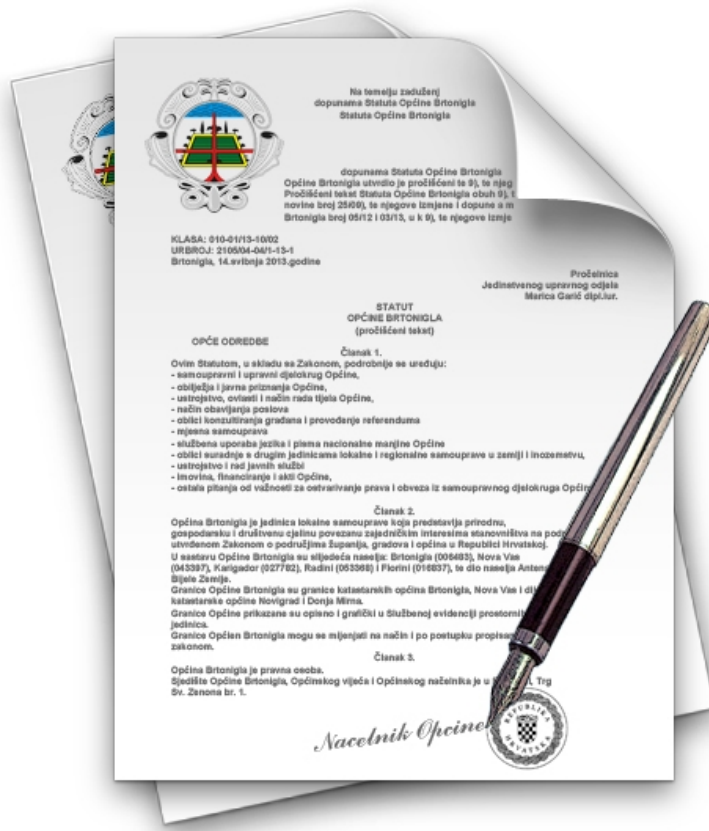 Na temelju zaduženj
dopunama Statuta Općine Brtonigla
Statuta Općine Brtonigla
dopunama Statuta Općine Brtonigla
Općine Brtonigla utvrdio je pročišćeni te 9), te njeg
Pročišćeni tekst Statuta Općine Brtonigla obuh 9), t
novine broj 25/09), te njegove izmjene i dopune a m
Brtonigla broj 05/12 i 03/13, u k 9), te njegove izmje
KLASA: 010-01/13-10/02
URBROJ: 2105/04-04/1-13-1
Brtonigla, 14.svibnja 2013.godine
Pročelnica
Jedinstvenog upravnog odjela
Marica Garić dipl.iur.
STATUT
OPĆINE BRTONIGLA
(pročišćeni tekst)
OPĆE ODREDBE
Članak 1.
Ovim Statutom, u skladu sa Zakonom, podrobnije se uređuju:
- samoupravni i upravni djelokrug Općine,
- obilježja i javna priznanja Općine,
- ustrojstvo, ovlasti i način rada tijela Općine,
- način obavljanja poslova
- oblici konzultiranja građana i provođenje referenduma
- mjesna samouprava
- službena uporaba jezika i pisma nacionalne manjine Općine
- oblici suradnje s drugim jedinicama lokalne i regionalne samouprave u zemlji i inozemstvu,
- ustrojstvo i rad javnih službi
- imovina, financiranje i akti Općine,
- ostala pitanja od važnosti za ostvarivanje prava i obveza iz samoupravnog djelokruga Općin
Članak 2.
Općina Brtonigla je jedinica lokalne samouprave koja predstavlja prirodnu,
gospodarsku i društvenu cjelinu povezanu zajedničkim interesima stanovništva na pod
utvrđenom Zakonom o područjima županija, gradova i općina u Republici Hrvatskoj.
U sastavu Općine Brtonigla su slijedeća naselja: Brtonigla (006483), Nova Vas
(043397), Karigador (027782), Radini (053368) i Fiorini (016837), te dio naselja Anten
Bijele Zemlje.
Granice Općine Brtonigla su granice katastarskih općina Brtonigla, Nova Vas i di
katastarske općine Novigrad i Donja Mirna.
Granice Općine prikazane su opisno i grafički u Službenoj evidenciji prostornih
jedinica.
Granice Općien Brtonigla mogu se mijenjati na način i po postupku propisa
zakonom.
Članak 3.
Općina Brtonigla je pravna osoba.
Sjedište Općine Brtonigla, Općinskog vijeća i Općinskog načelnika je u Trg
Sv. Zenona br. 1.
Nacelnik Opcine
REPUBLIKA
HRVATSKA